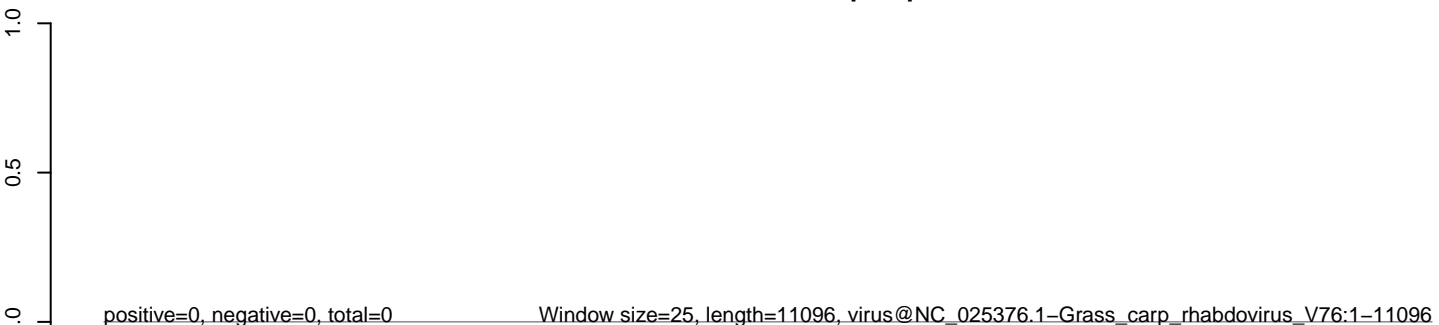 1.0
0.5
.0
positive=0, negative=0, total=0
Window size=25, length=11096, virus@NC_025376.1−Grass_carp_rhabdovirus_V76:1−11096